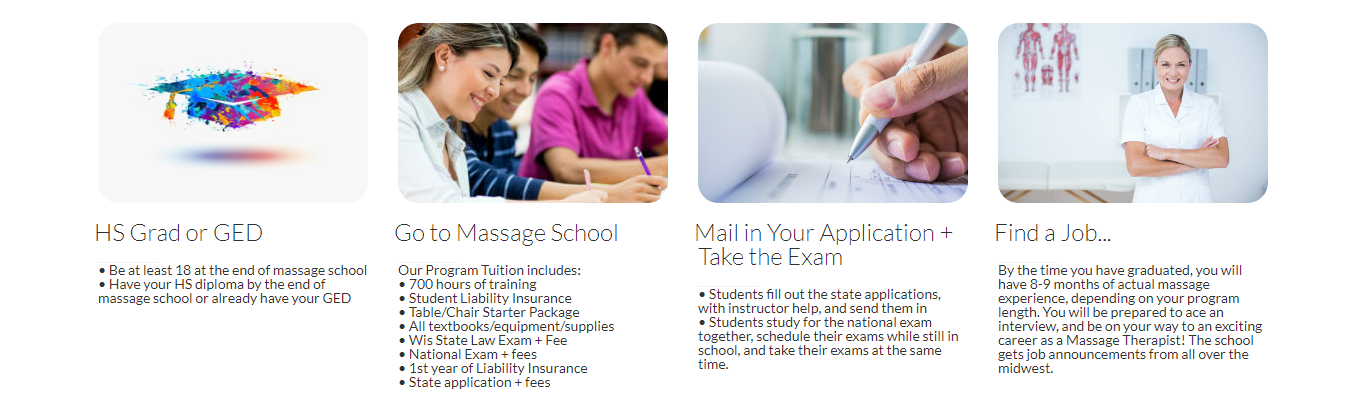 HS Grad or GED
• Be at least 18 at the end of massage school
• Have your HS diploma by the end of
massage school or already have your GED
Go to Massage School
Our Program Tuition includes:
• 700 hours of training
• Student Liability Insurance
• Table/Chair Starter Package
• All textbooks/equipment/supplies
• Wis State Law Exam + Fee
• National Exam + fees
• 1st year of Liability Insurance
• State application + fees
Mail in Your Application +
Take the Exam
• Students fill out the state applications,
with instructor help, and send them in
• Students study for the national exam
together, schedule their exams while still in
school, and take their exams at the same
time.
Find a Job...
By the time you have graduated, you will
have 8-9 months of actual massage
experience, depending on your program
length. You will be prepared to ace an
interview, and be on your way to an exciting
career as a Massage Therapist! The school
gets job announcements from all over the
midwest.